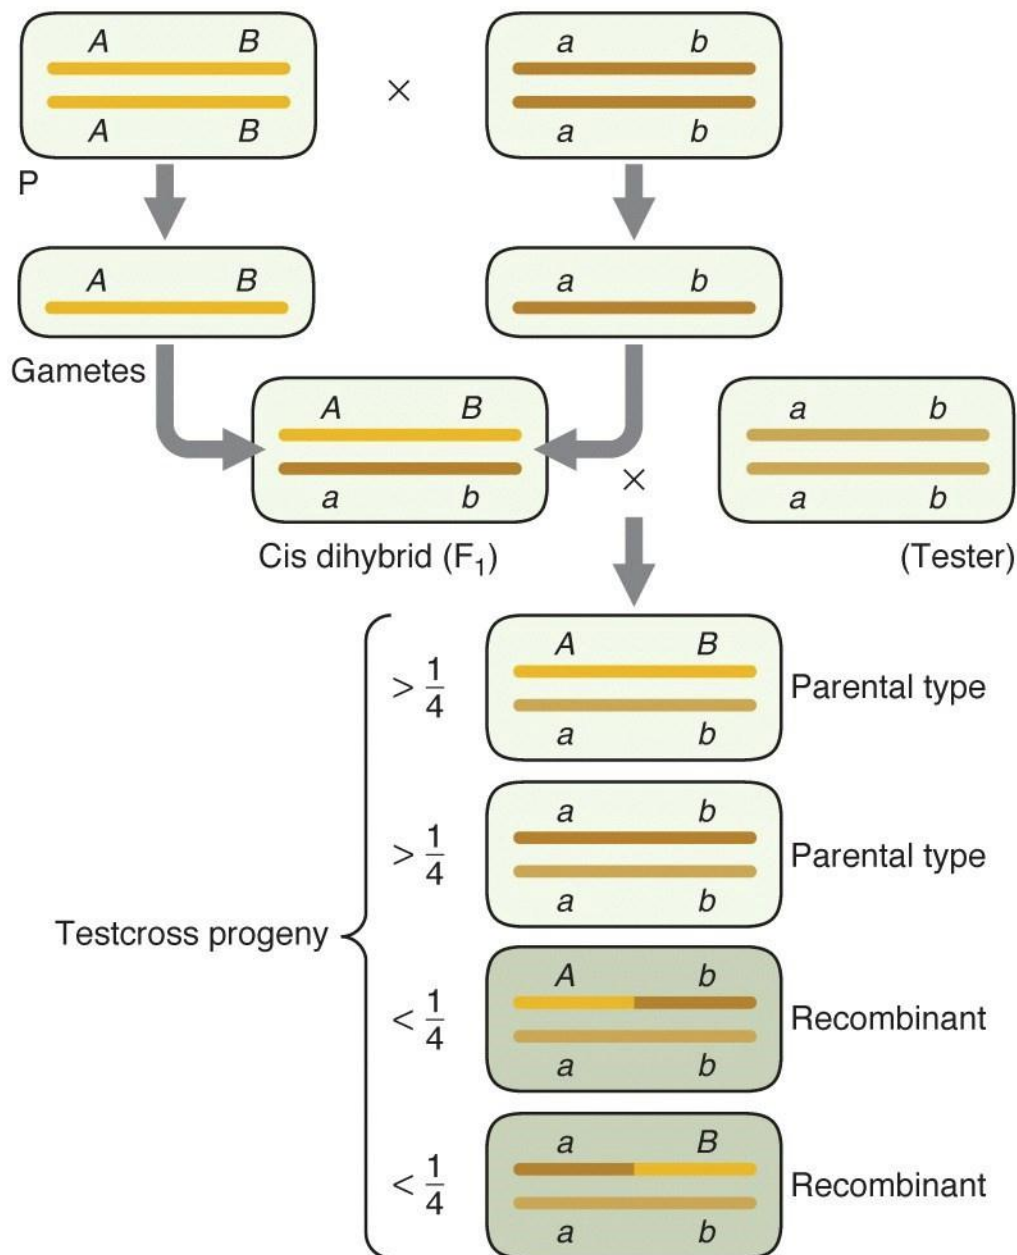 A B a b
×
A B a b
P
A B a b
Gametes
A B a b
×
a b a b
Cis dihybrid (F₁) (Tester)
A B
> 1/4 Parental type
a b
a b
> 1/4 Parental type
a b
Testcross progeny
A b
< 1/4 Recombinant
a b
a B
< 1/4 Recombinant
a b